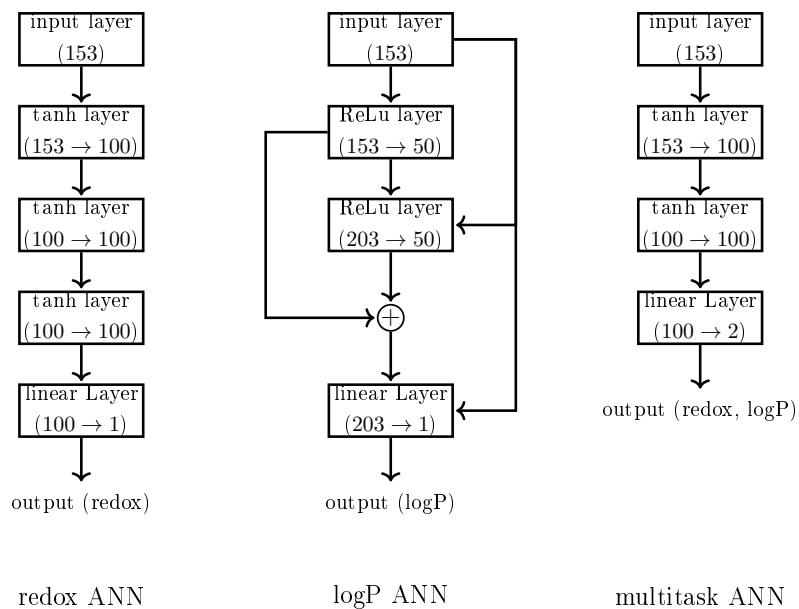 input layer
(153)
tanh layer
(153 → 100)
tanh layer
(100 → 100)
tanh layer
(100 → 100)
linear Layer
(100 → 1)
output (redox)
redox ANN
input layer
(153)
ReLu layer
(153 → 50)
ReLu layer
(203 → 50)
+
linear Layer
(203 → 1)
output (logP)
logP ANN
input layer
(153)
tanh layer
(153 → 100)
tanh layer
(100 → 100)
linear Layer
(100 → 2)
output (redox, logP)
multitask ANN